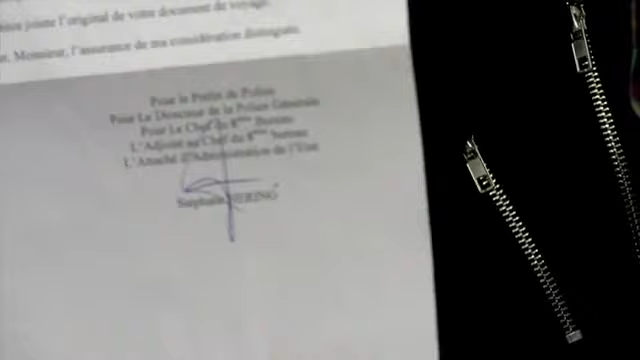 joint l'original de votre document de voyage.
Monsieur, l'assurance de ma considération distinguée.
Pour le Préfet de Police
Pour Le Directeur de la Police Générale
Pour Le Chef du 8ème Bureau
L'Adjoint au Chef du 8ème bureau
L'Attaché d'Administration de l'Etat